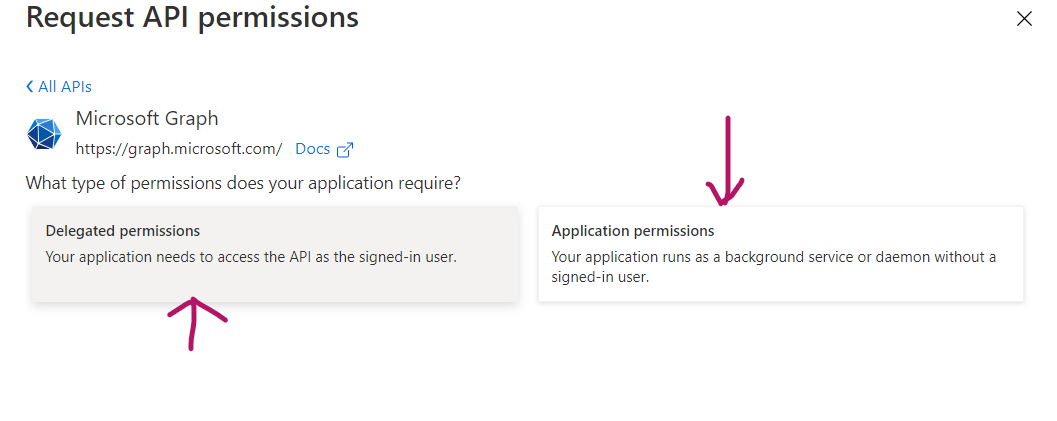 Request API permissions
All APIs
Microsoft Graph
https://graph.microsoft.com/ Docs
What type of permissions does your application require?
Delegated permissions
Your application needs to access the API as the signed-in user.
Application permissions
Your application runs as a background service or daemon without a
signed-in user.